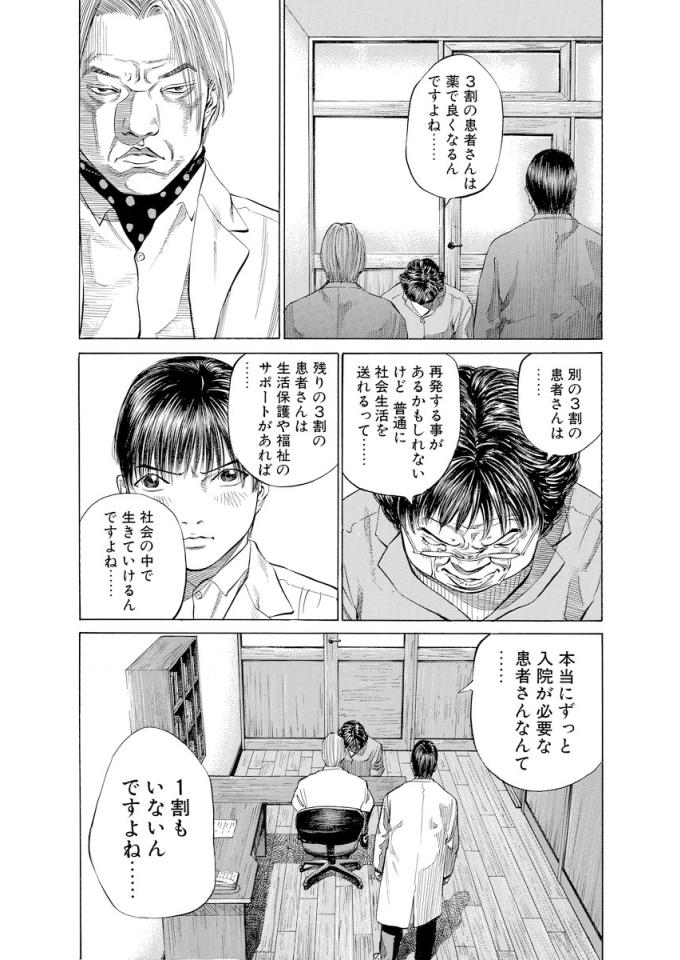 ３割の患者さんは
薬で良くなるん
ですよね……
別の３割の
患者さんは
……
再発する事が
あるかもしれない
けど 普通に
社会生活を
送れるって……
残りの３割の
患者さんは
生活保護や福祉の
サポートがあれば
……
社会の中で
生きていけるん
ですよね……
本当にずっと
入院が必要な
患者さんなんて
……
１割も
いないん
ですよね……